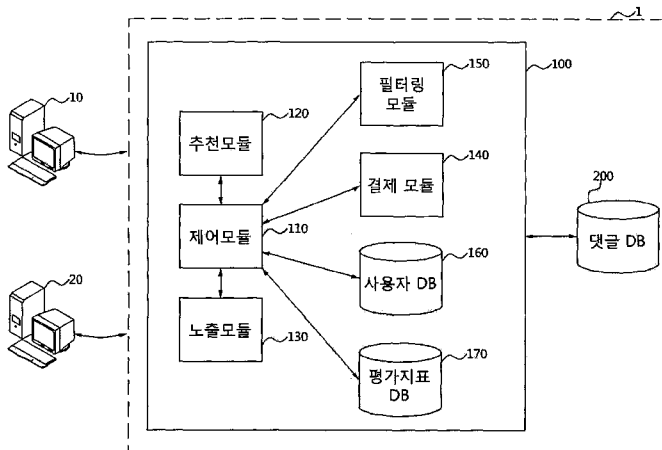 1
10
20
100
추천모듈
120
제어모듈
110
노출모듈
130
필터링
모듈
150
결제 모듈
140
사용자 DB
160
평가지표
DB
170
200
댓글 DB